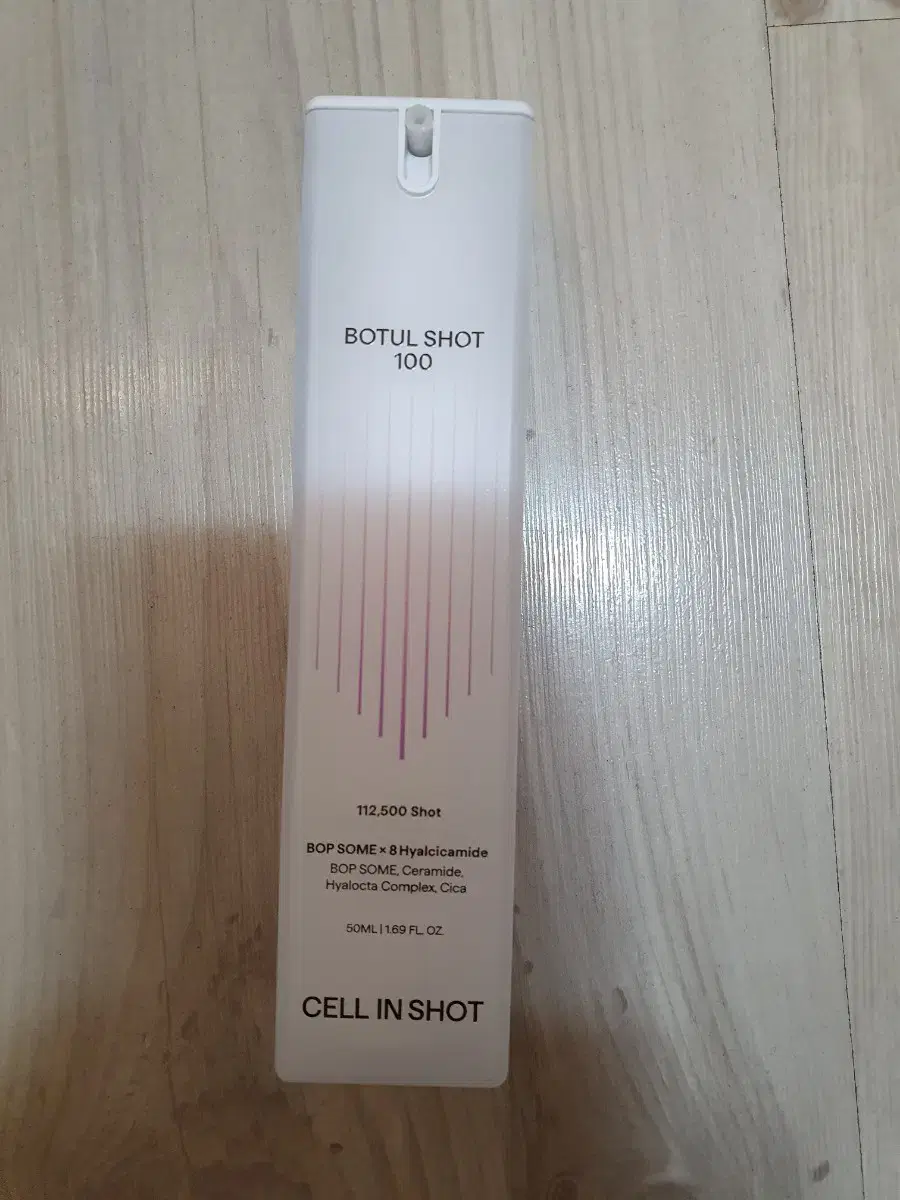 BOTUL SHOT
100
112,500 Shot
BOP SOME × 8 Hyalcicamide
BOP SOME, Ceramide,
Hyalocta Complex, Cica
50ML | 1.69 FL. OZ.
CELL IN SHOT